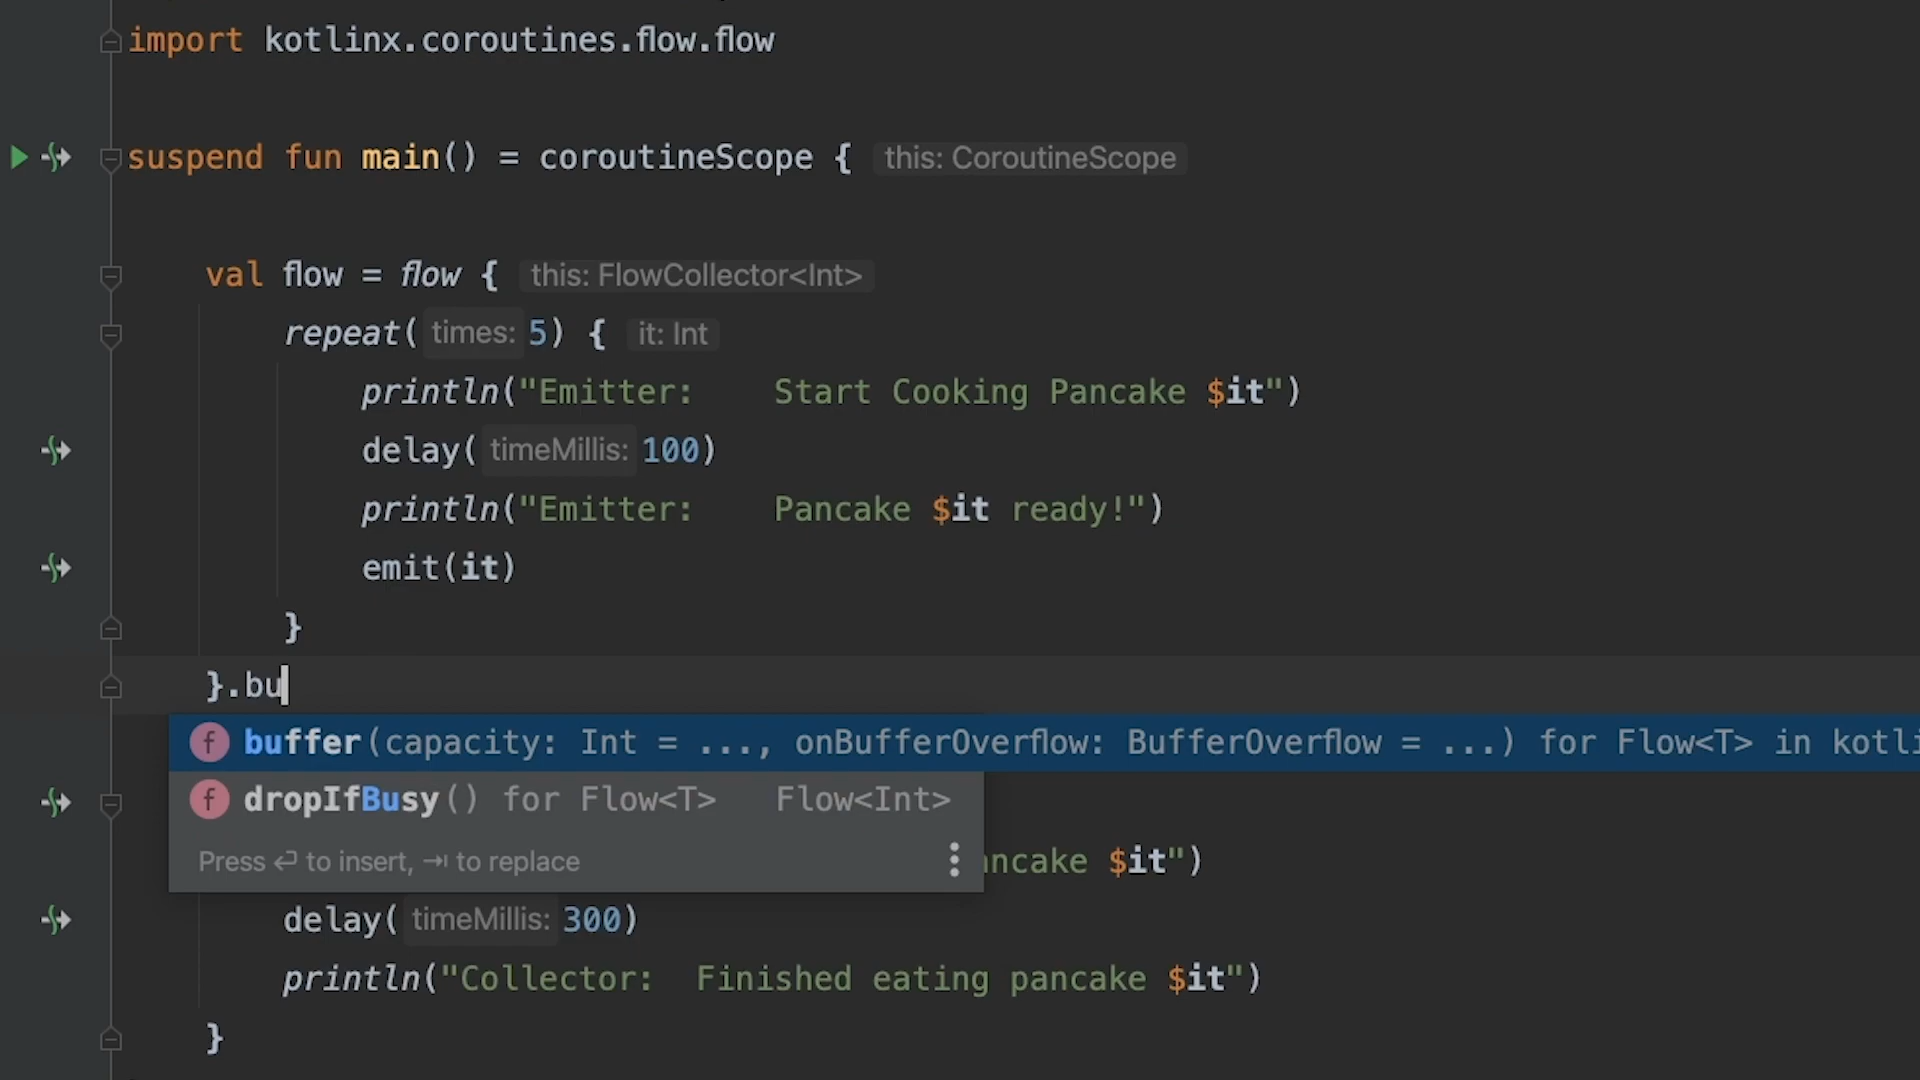 import kotlinx.coroutines.flow.flow
suspend fun main() = coroutineScope { this: CoroutineScope
val flow = flow { this: FlowCollector<Int>
repeat( times: 5) { it: Int
println("Emitter:    Start Cooking Pancake $it")
delay( timeMillis: 100)
println("Emitter:    Pancake $it ready!")
emit(it)
}
}.bu
f buffer(capacity: Int = ..., onBufferOverflow: BufferOverflow = ...) for Flow<T> in kotli
f dropIfBusy() for Flow<T>   Flow<Int>
Press ↵ to insert, ⇥ to replace
ancake $it")
delay( timeMillis: 300)
println("Collector:  Finished eating pancake $it")
}